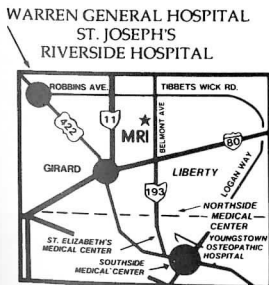 WARREN GENERAL HOSPITAL
ST. JOSEPH'S
RIVERSIDE HOSPITAL
ROBBINS AVE.
TIBBETS WICK RD.
422
11
MRI
BELMONT AVE
80
GIRARD
LIBERTY
LOGAN WAY
193
NORTHSIDE
MEDICAL
CENTER
ST. ELIZABETH'S
MEDICAL CENTER
YOUNGSTOWN
OSTEOPATHIC
HOSPITAL
SOUTHSIDE
MEDICAL CENTER